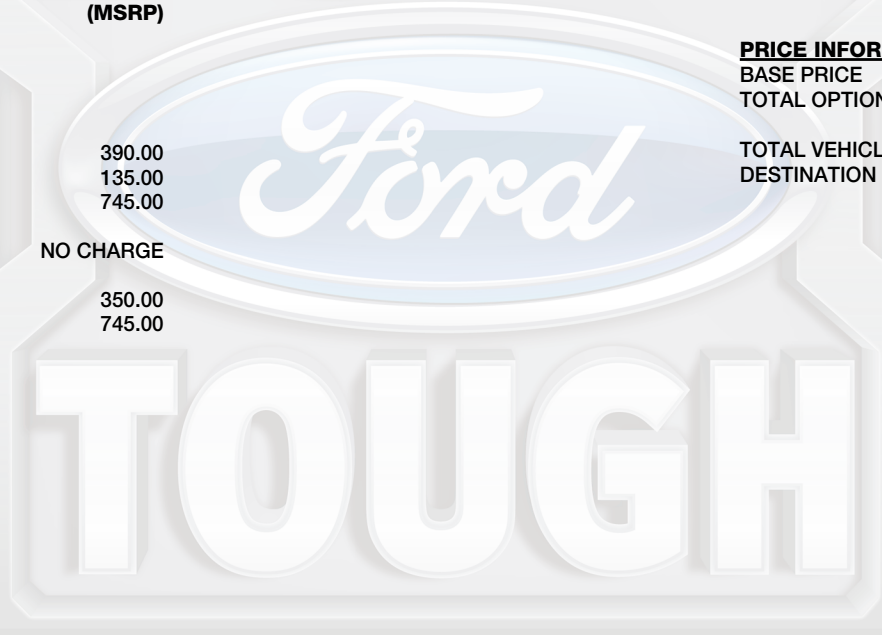 (MSRP)
390.00
135.00
745.00
NO CHARGE
350.00
745.00
PRICE INFOR
BASE PRICE
TOTAL OPTION
TOTAL VEHICL
DESTINATION
Ford
TOUGH